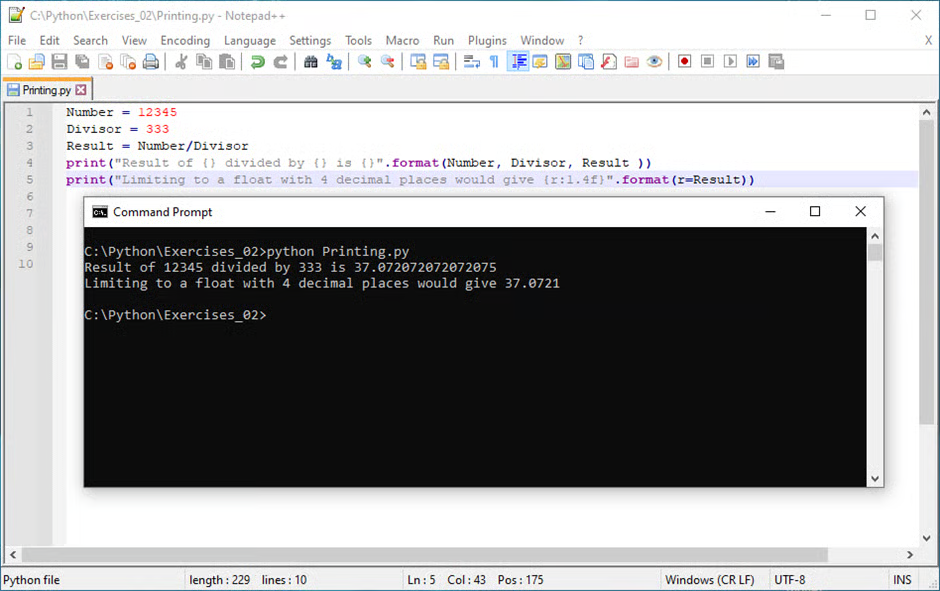 C:\Python\Exercises_02\Printing.py - Notepad++
File Edit Search View Encoding Language Settings Tools Macro Run Plugins Window ? X
Printing.py
1 Number = 12345
2 Divisor = 333
3 Result = Number/Divisor
4 print("Result of {} divided by {} is {}".format(Number, Divisor, Result ))
5 print("Limiting to a float with 4 decimal places would give {r:1.4f}".format(r=Result))
6
7
8
9
10
Command Prompt
C:\Python\Exercises_02>python Printing.py
Result of 12345 divided by 333 is 37.072072072072075
Limiting to a float with 4 decimal places would give 37.0721
C:\Python\Exercises_02>
Python file length : 229 lines : 10 Ln : 5 Col : 43 Pos : 175 Windows (CR LF) UTF-8 INS